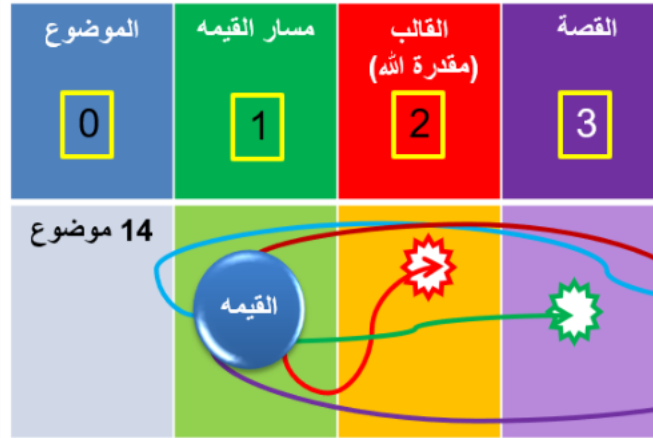 الموضوع
مسار القيمه
القالب
(مقدرة الله)
القصة
0
1
2
3
14 موضوع
القيمه